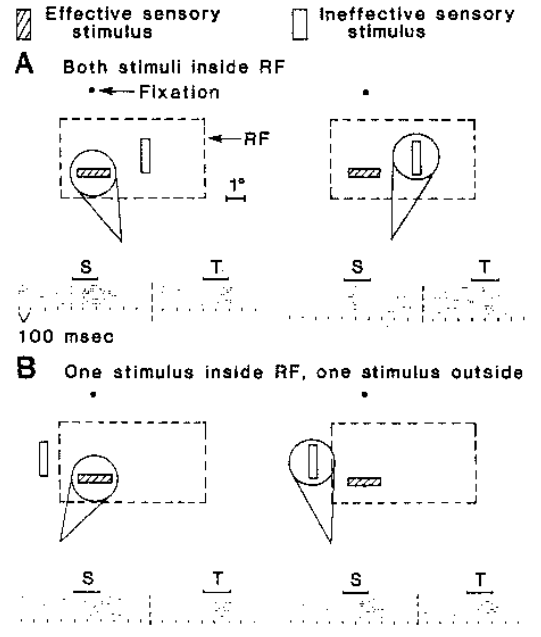 Effective sensory stimulus
Ineffective sensory stimulus
A Both stimuli inside RF
Fixation
RF
1°
S T S T
100 msec
B One stimulus inside RF, one stimulus outside
S T S T